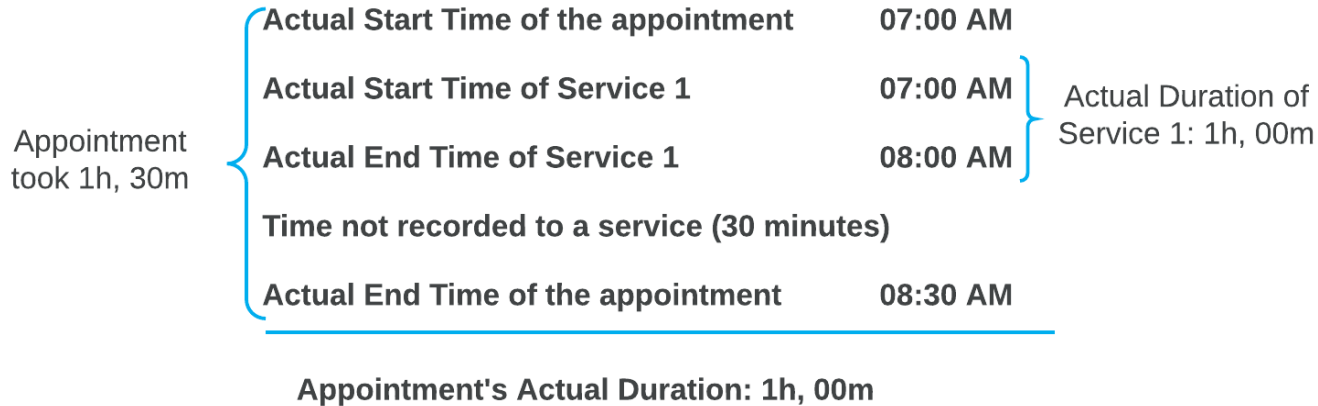 Actual Start Time of the appointment 07:00 AM
Actual Start Time of Service 1 07:00 AM
Actual Duration of
Service 1: 1h, 00m
Appointment
took 1h, 30m
Actual End Time of Service 1 08:00 AM
Time not recorded to a service (30 minutes)
Actual End Time of the appointment 08:30 AM
Appointment's Actual Duration: 1h, 00m